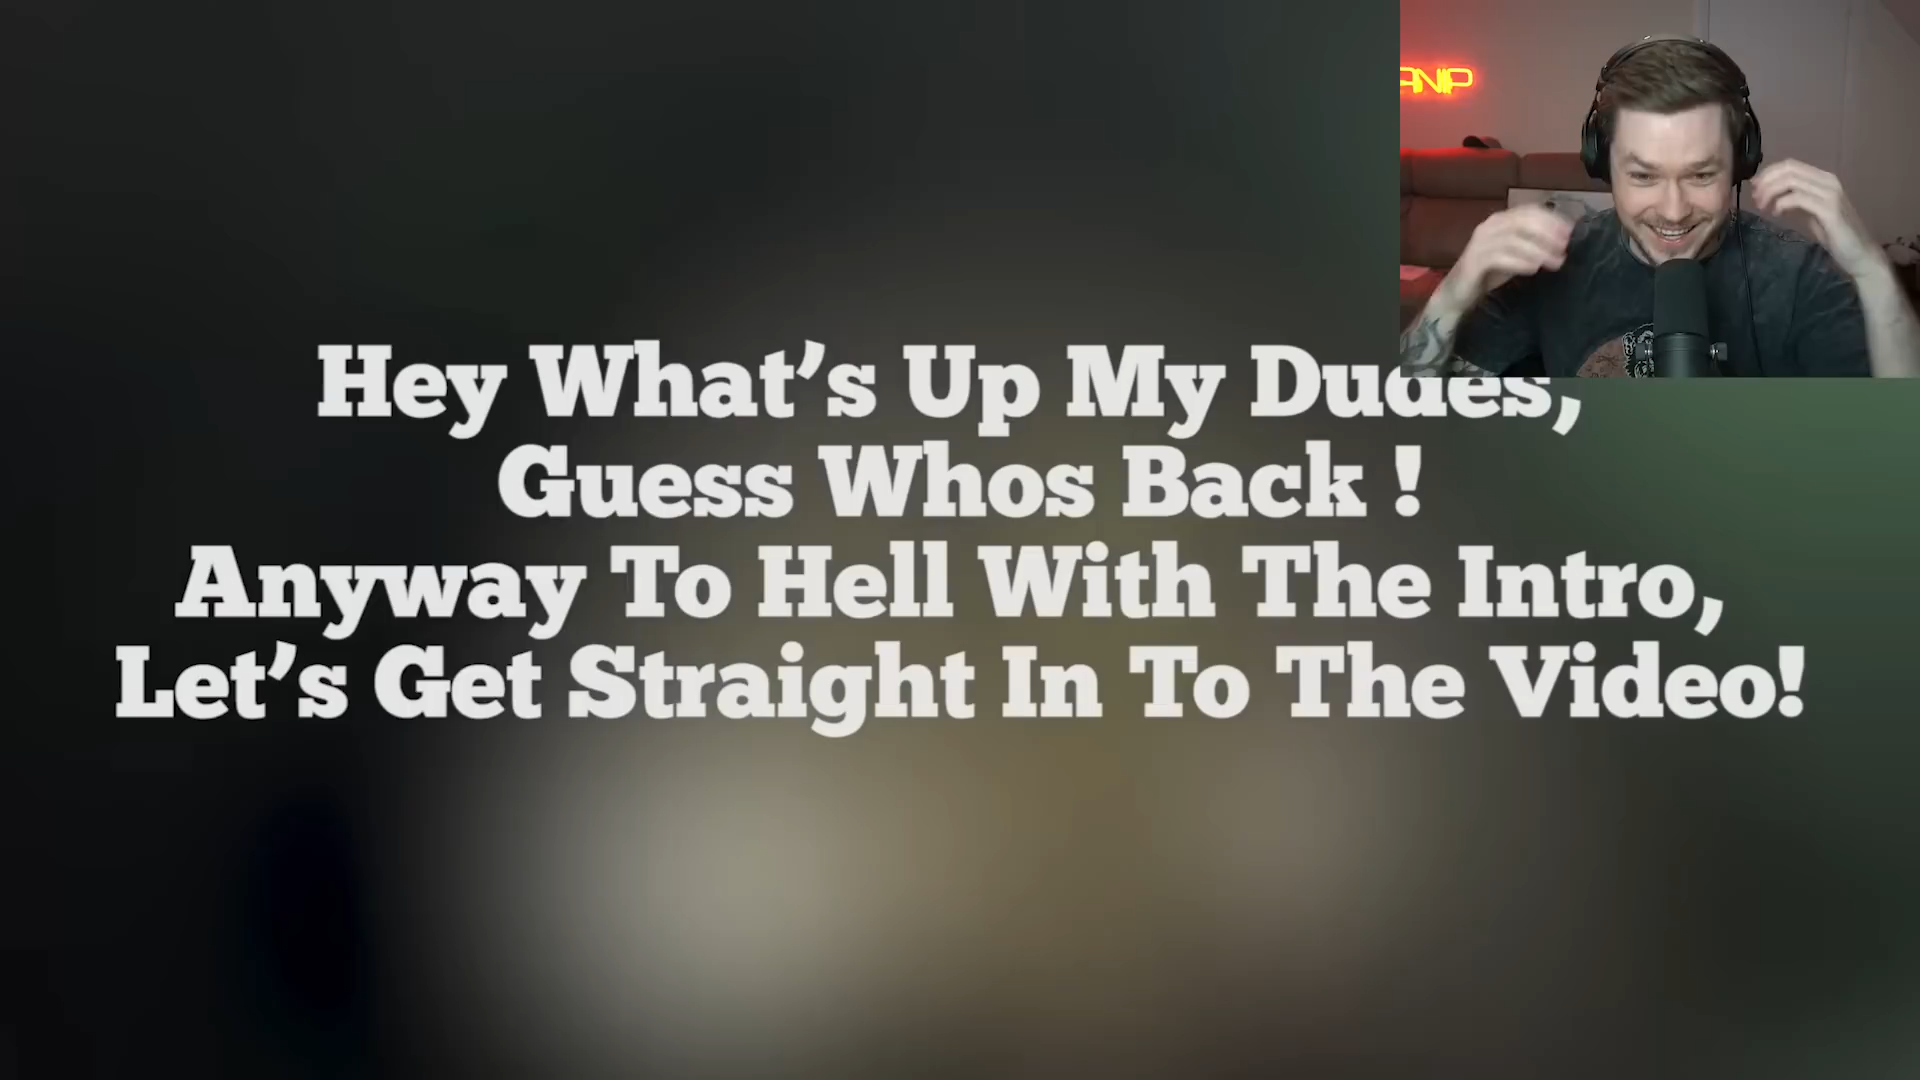 Hey What’s Up My Dudes,
Guess Whos Back !
Anyway To Hell With The Intro,
Let’s Get Straight In To The Video!